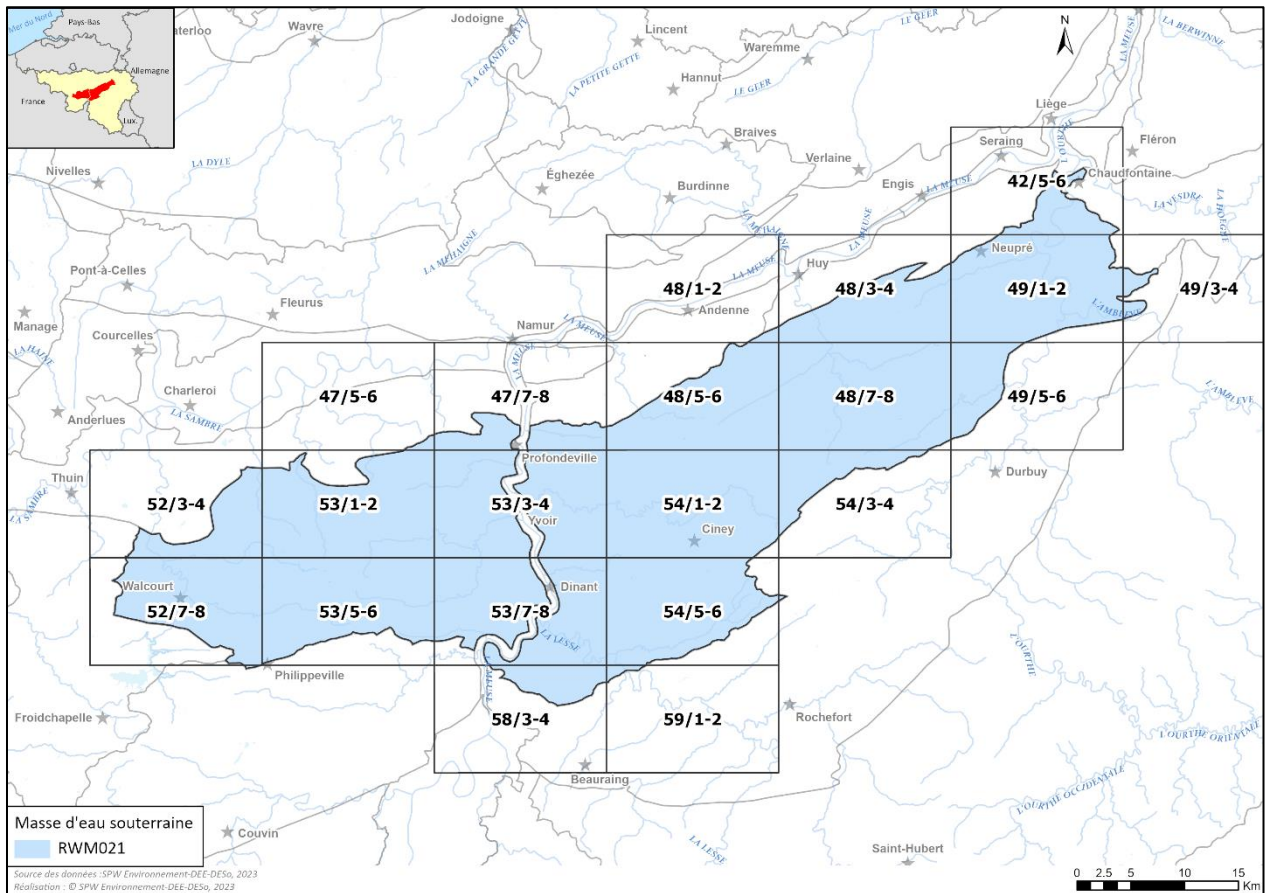 Mer du Nord
Pays-Bas
Allemagne
France
Lux.
Wavre
Jodoigne
Lincent
LE GEER
N
LA BERWINNE
LA MEUSE
LA GRANDE GETTE
LA PETITE GETTE
Waremme
Hannut
LE GEER
Liège
L'OURTHE
Fléron
Braives
Seraing
LA DYLE
Verlaine
Nivelles
Éghezée
Burdinne
Engis
LA MEUSE
42/5-6
Chaudfontaine
LA VESDRE
LA HOEGNE
LA MEHAIGNE
LA MEHAIGNE
LA MEUSE
Neupré
Pont-à-Celles
Huy
LA MEUSE
48/1-2
48/3-4
49/1-2
49/3-4
Fleurus
Andenne
L'AMBLÈVE
Manage
Courcelles
Namur
LA MEUSE
LA HAINE
LA MEUSE
Charleroi
47/5-6
47/7-8
48/5-6
48/7-8
49/5-6
L'AMBLÈVE
Anderlues
LA SAMBRE
Profondeville
Thuin
Durbuy
52/3-4
53/1-2
53/3-4
54/1-2
54/3-4
LA SAMBRE
Yvoir
Ciney
Walcourt
Dinant
52/7-8
53/5-6
53/7-8
54/5-6
LA LESSE
L'OURTHE
Philippeville
LA MEUSE
Froidchapelle
58/3-4
59/1-2
Rochefort
L'OURTHE ORIENTALE
Beauraing
L'OURTHE OCCIDENTALE
Masse d'eau souterraine
RWM021
Couvin
LA LESSE
Saint-Hubert
Source des données :SPW Environnement-DEE-DESo, 2023
Réalisation : © SPW Environnement-DEE-DESo, 2023
0 2.5 5 10 15
Km